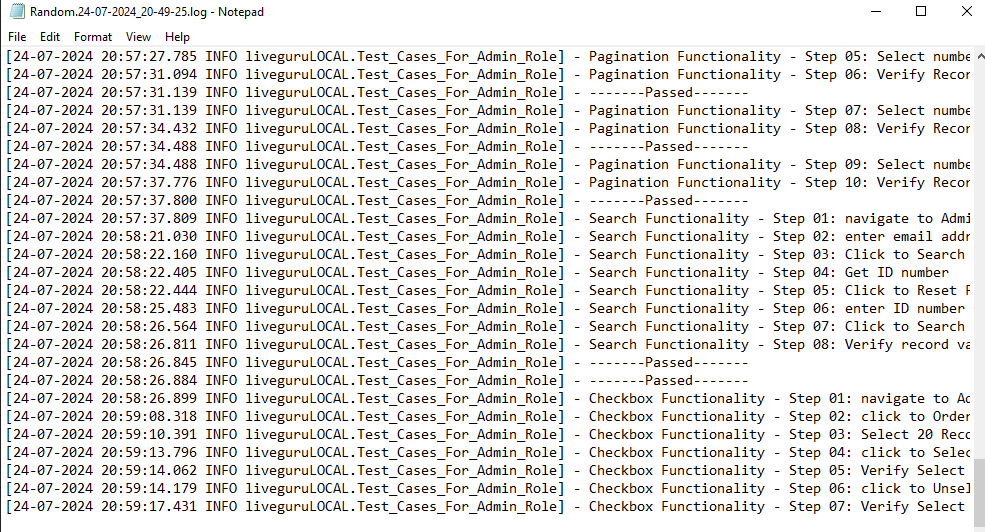 Random.24-07-2024_20-49-25.log - Notepad
File Edit Format View Help
[24-07-2024 20:57:27.785 INFO liveguruLOCAL.Test_Cases_For_Admin_Role] - Pagination Functionality - Step 05: Select numbe
[24-07-2024 20:57:31.094 INFO liveguruLOCAL.Test_Cases_For_Admin_Role] - Pagination Functionality - Step 06: Verify Recor
[24-07-2024 20:57:31.139 INFO liveguruLOCAL.Test_Cases_For_Admin_Role] - -------Passed-------
[24-07-2024 20:57:31.139 INFO liveguruLOCAL.Test_Cases_For_Admin_Role] - Pagination Functionality - Step 07: Select numbe
[24-07-2024 20:57:34.432 INFO liveguruLOCAL.Test_Cases_For_Admin_Role] - Pagination Functionality - Step 08: Verify Recor
[24-07-2024 20:57:34.488 INFO liveguruLOCAL.Test_Cases_For_Admin_Role] - -------Passed-------
[24-07-2024 20:57:34.488 INFO liveguruLOCAL.Test_Cases_For_Admin_Role] - Pagination Functionality - Step 09: Select numbe
[24-07-2024 20:57:37.776 INFO liveguruLOCAL.Test_Cases_For_Admin_Role] - Pagination Functionality - Step 10: Verify Recor
[24-07-2024 20:57:37.800 INFO liveguruLOCAL.Test_Cases_For_Admin_Role] - -------Passed-------
[24-07-2024 20:57:37.809 INFO liveguruLOCAL.Test_Cases_For_Admin_Role] - Search Functionality - Step 01: navigate to Admi
[24-07-2024 20:58:21.030 INFO liveguruLOCAL.Test_Cases_For_Admin_Role] - Search Functionality - Step 02: enter email addr
[24-07-2024 20:58:22.160 INFO liveguruLOCAL.Test_Cases_For_Admin_Role] - Search Functionality - Step 03: Click to Search
[24-07-2024 20:58:22.405 INFO liveguruLOCAL.Test_Cases_For_Admin_Role] - Search Functionality - Step 04: Get ID number
[24-07-2024 20:58:22.444 INFO liveguruLOCAL.Test_Cases_For_Admin_Role] - Search Functionality - Step 05: Click to Reset F
[24-07-2024 20:58:25.483 INFO liveguruLOCAL.Test_Cases_For_Admin_Role] - Search Functionality - Step 06: enter ID number
[24-07-2024 20:58:26.564 INFO liveguruLOCAL.Test_Cases_For_Admin_Role] - Search Functionality - Step 07: Click to Search
[24-07-2024 20:58:26.811 INFO liveguruLOCAL.Test_Cases_For_Admin_Role] - Search Functionality - Step 08: Verify record va
[24-07-2024 20:58:26.845 INFO liveguruLOCAL.Test_Cases_For_Admin_Role] - -------Passed-------
[24-07-2024 20:58:26.884 INFO liveguruLOCAL.Test_Cases_For_Admin_Role] - -------Passed-------
[24-07-2024 20:58:26.899 INFO liveguruLOCAL.Test_Cases_For_Admin_Role] - Checkbox Functionality - Step 01: navigate to Ad
[24-07-2024 20:59:08.318 INFO liveguruLOCAL.Test_Cases_For_Admin_Role] - Checkbox Functionality - Step 02: click to Order
[24-07-2024 20:59:10.391 INFO liveguruLOCAL.Test_Cases_For_Admin_Role] - Checkbox Functionality - Step 03: Select 20 Reco
[24-07-2024 20:59:13.796 INFO liveguruLOCAL.Test_Cases_For_Admin_Role] - Checkbox Functionality - Step 04: click to Selec
[24-07-2024 20:59:14.062 INFO liveguruLOCAL.Test_Cases_For_Admin_Role] - Checkbox Functionality - Step 05: Verify Select
[24-07-2024 20:59:14.179 INFO liveguruLOCAL.Test_Cases_For_Admin_Role] - Checkbox Functionality - Step 06: click to Unsel
[24-07-2024 20:59:17.431 INFO liveguruLOCAL.Test_Cases_For_Admin_Role] - Checkbox Functionality - Step 07: Verify Select